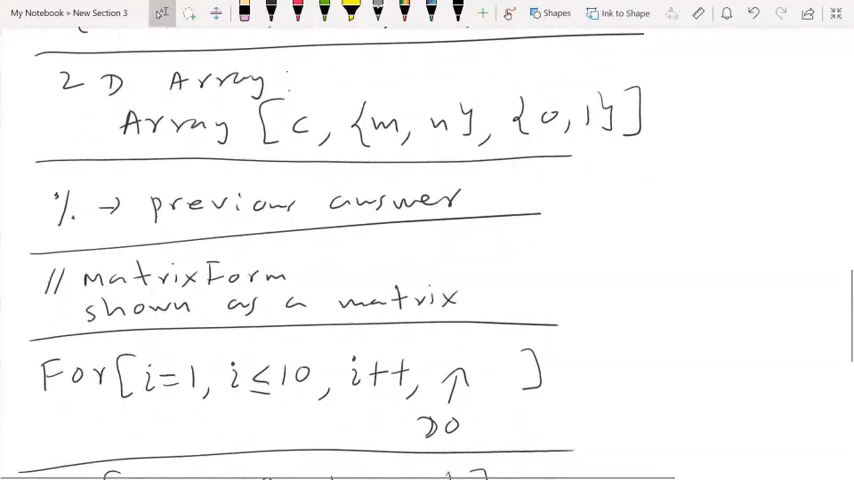 My Notebook » New Section 3
Shapes
Ink to Shape
2 D Array:
Array [c, {m, n}, {0, 1}]
% → previous answer
// MatrixForm
shown as a matrix
For[i=1, i≤10, i++, ↑ ]
DO